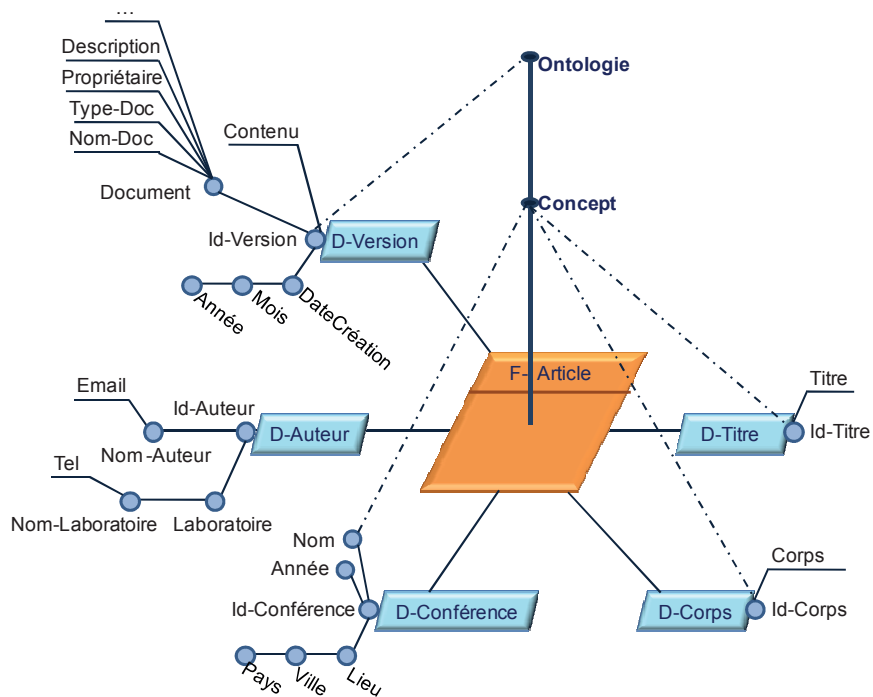 ...
Description
Propriétaire
Type-Doc
Nom-Doc
Contenu
Document
Id-Version
D-Version
Année
Mois
DateCréation
Ontologie
Concept
F- Article
Email
Id-Auteur
D-Auteur
Nom -Auteur
Tel
Nom-Laboratoire
Laboratoire
Titre
D-Titre
Id-Titre
Nom
Année
Id-Conférence
D-Conférence
Pays
Ville
Lieu
Corps
D-Corps
Id-Corps